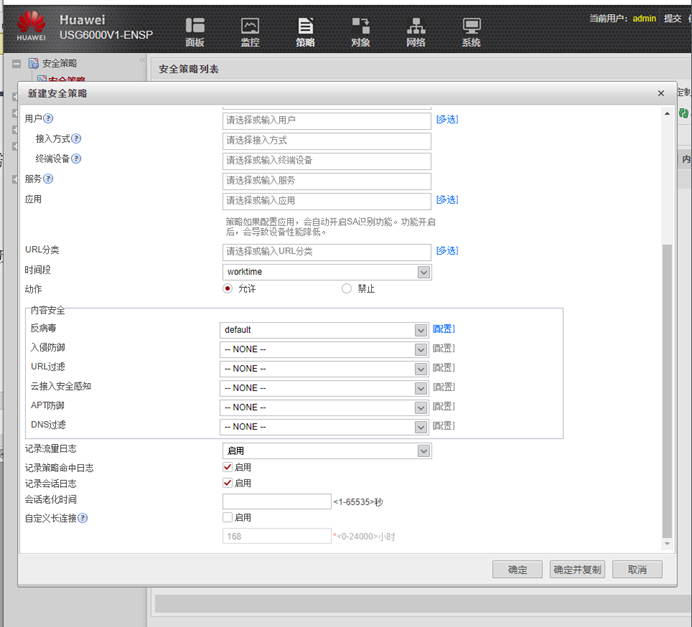 HUAWEI
Huawei
USG6000V1-ENSP
面板
监控
策略
对象
网络
系统
当前用户：admin 提交
安全策略
安全策略
安全策略列表
新建安全策略
用户 请选择或输入用户 [多选]
接入方式 请选择接入方式
终端设备 请选择或输入终端设备
服务 请选择或输入服务
应用 请选择或输入应用 [多选]
策略如果配置应用，会自动开启SA识别功能。功能开启
后，会导致设备性能降低。
URL分类 请选择或输入URL分类 [多选]
时间段 worktime
动作 允许 禁止
内容安全
反病毒 default [配置]
入侵防御 -- NONE -- [配置]
URL过滤 -- NONE -- [配置]
云接入安全感知 -- NONE -- [配置]
APT防御 -- NONE -- [配置]
DNS过滤 -- NONE -- [配置]
记录流量日志 启用
记录策略命中日志 启用
记录会话日志 启用
会话老化时间 <1-65535>秒
自定义长连接 启用
168 *<0-24000>小时
确定
确定并复制
取消
定制
内